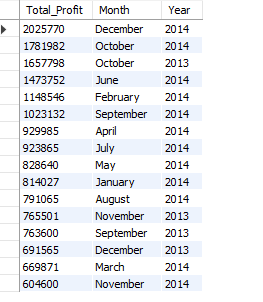 Total_Profit Month Year
2025770 December 2014
1781982 October 2014
1657798 October 2013
1473752 June 2014
1148546 February 2014
1023132 September 2014
929985 April 2014
923865 July 2014
828640 May 2014
814027 January 2014
791065 August 2014
765501 November 2013
763600 September 2013
691565 December 2013
669871 March 2014
604600 November 2014